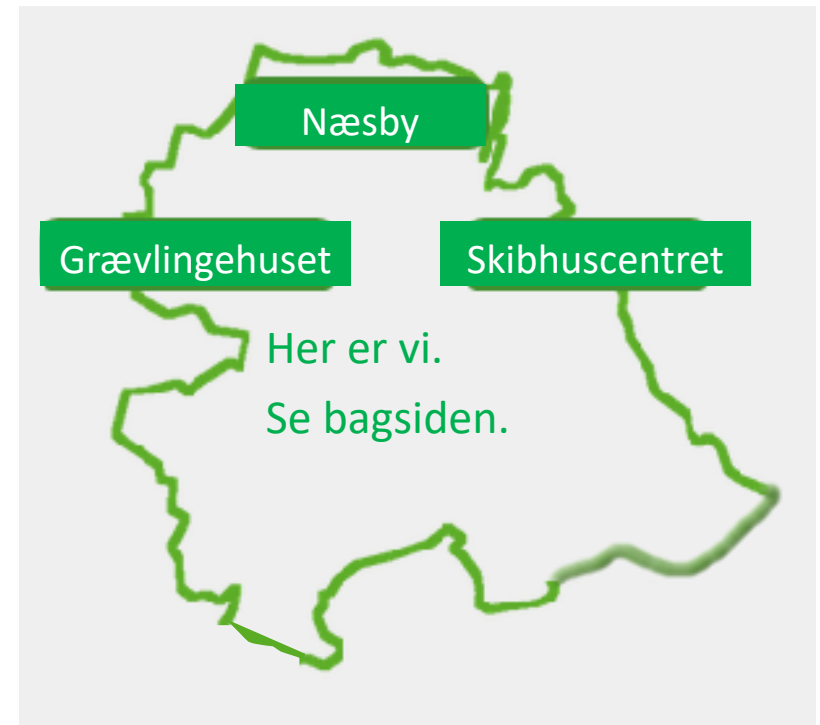 Næsby
Grævlingehuset
Skibhuscentret
Her er vi.
Se bagsiden.